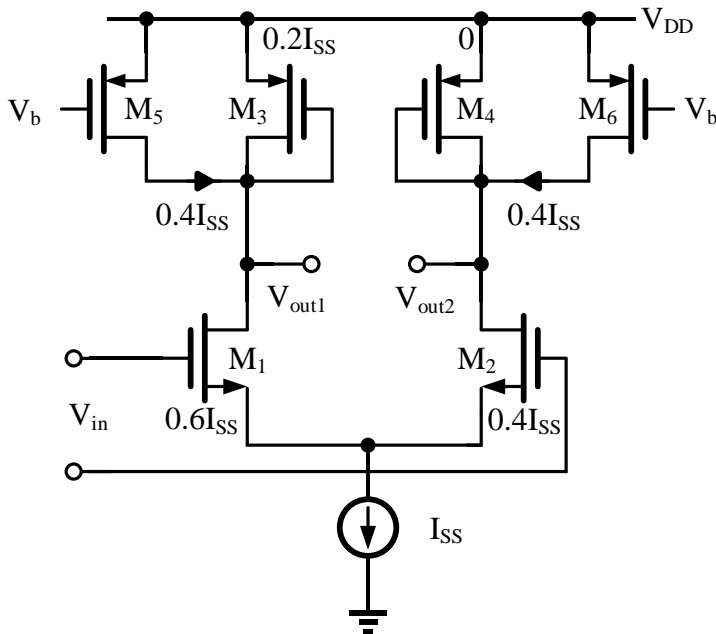 V_DD
0.2I_SS 0
V_b M_5 M_3 M_4 M_6 V_b
0.4I_SS 0.4I_SS
V_out1 V_out2
M_1 M_2
V_in 0.6I_SS 0.4I_SS
I_SS